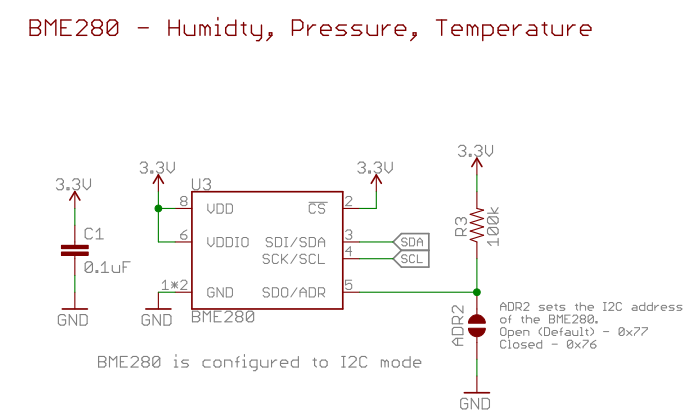 BME280 - Humidty, Pressure, Temperature
3.3V
3.3V
3.3V
3.3V
U3
8
VDD
CS
2
6
VDDIO
SDI/SDA
3
SDA
SCK/SCL
4
SCL
1*2
GND
SDO/ADR
5
BME280
C1
0.1uF
GND
GND
R3
100k
ADR2
ADR2 sets the I2C address
of the BME280.
Open (Default) - 0x77
Closed - 0x76
BME280 is configured to I2C mode
GND